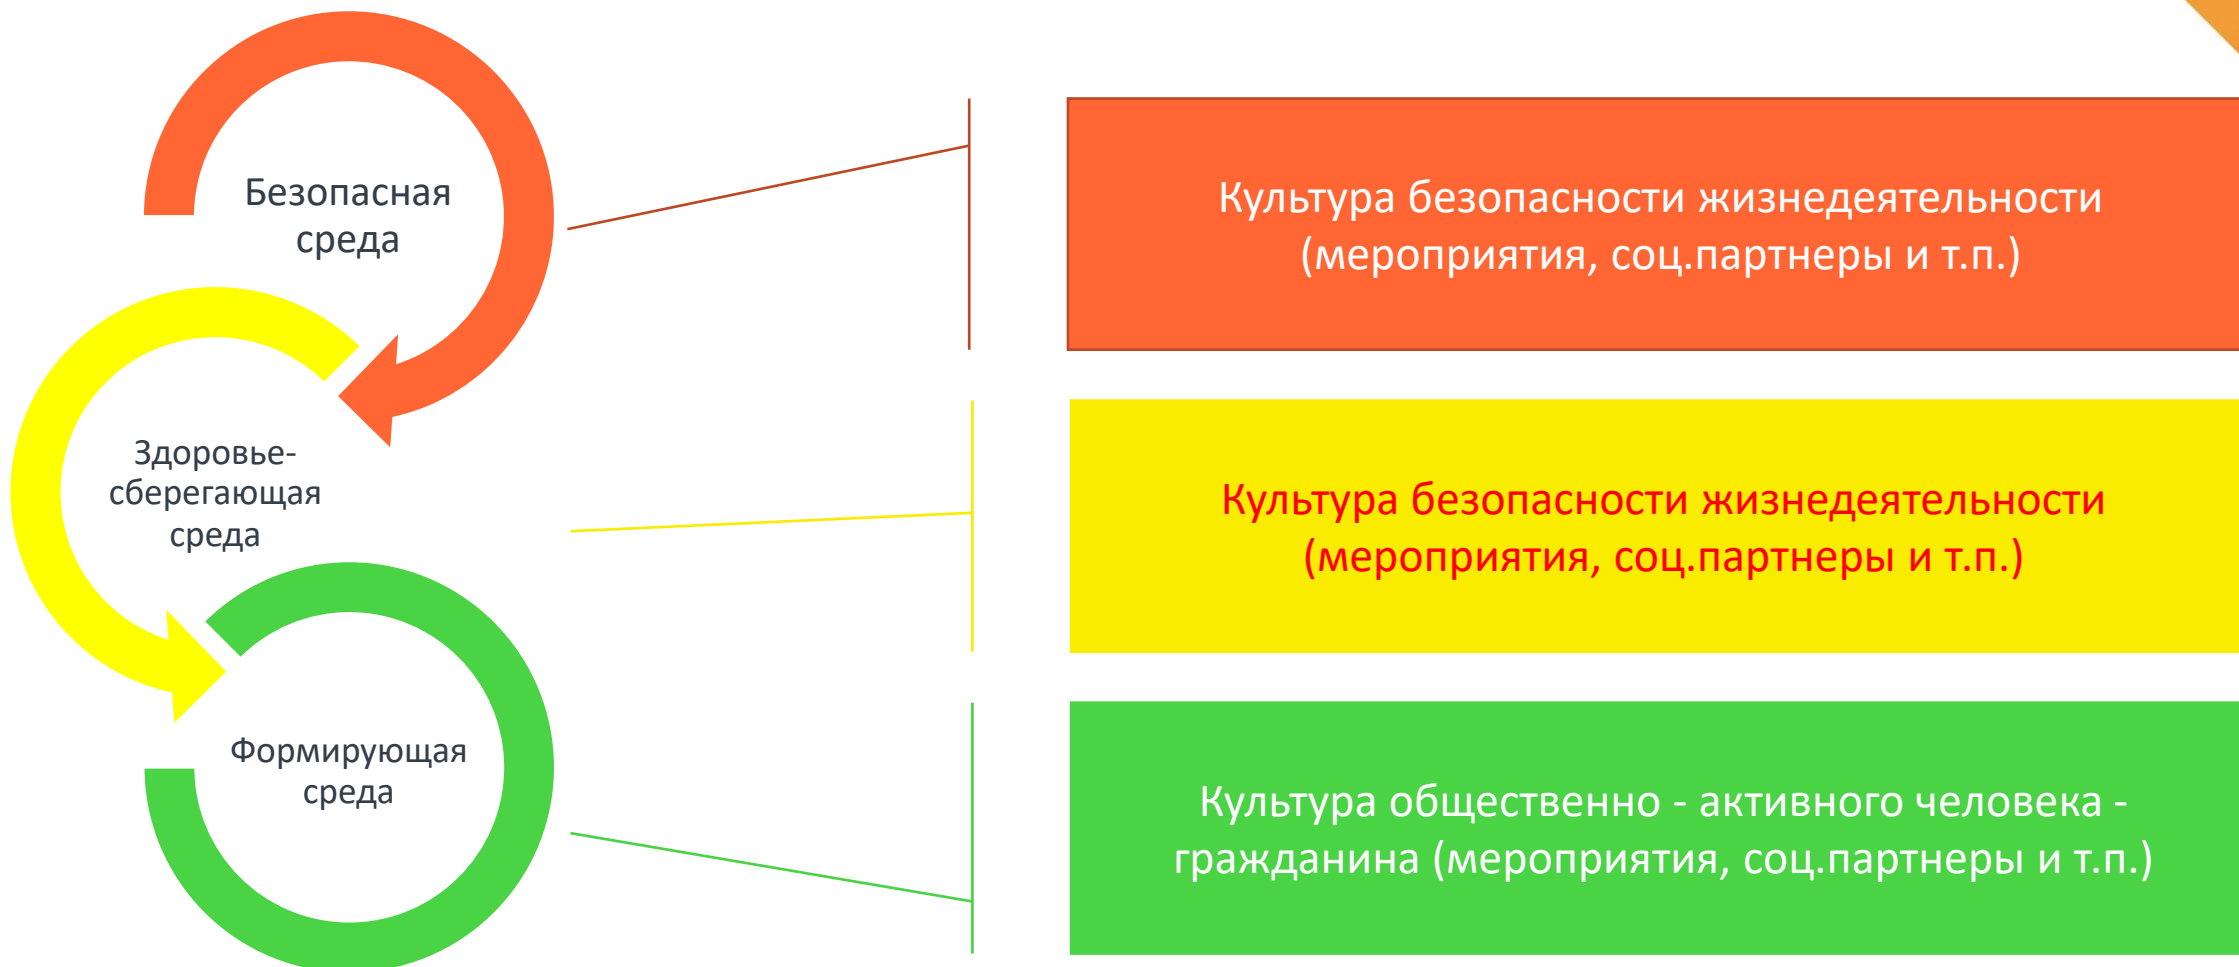 Безопасная
среда
Культура безопасности жизнедеятельности
(мероприятия, соц.партнеры и т.п.)
Здоровье-
сберегающая
среда
Культура безопасности жизнедеятельности
(мероприятия, соц.партнеры и т.п.)
Формирующая
среда
Культура общественно - активного человека -
гражданина (мероприятия, соц.партнеры и т.п.)